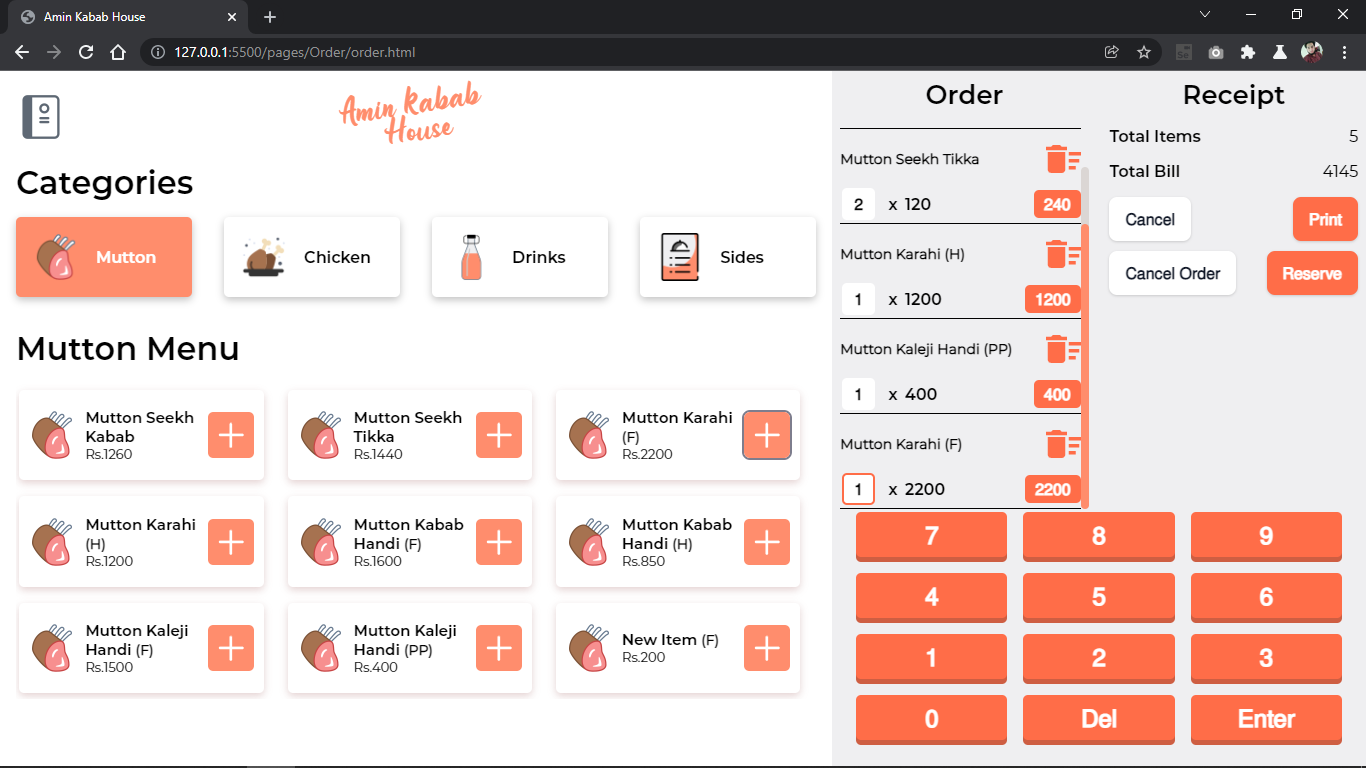 Amin Kabab House
127.0.0.1:5500/pages/Order/order.html
Amin Kabab
House
Categories
Mutton
Chicken
Drinks
Sides
Mutton Menu
Mutton Seekh
Kabab
Rs.1260
Mutton Seekh
Tikka
Rs.1440
Mutton Karahi
(F)
Rs.2200
Mutton Karahi
(H)
Rs.1200
Mutton Kabab
Handi (F)
Rs.1600
Mutton Kabab
Handi (H)
Rs.850
Mutton Kaleji
Handi (F)
Rs.1500
Mutton Kaleji
Handi (PP)
Rs.400
New Item (F)
Rs.200
Order
Mutton Seekh Tikka
2 x 120 240
Mutton Karahi (H)
1 x 1200 1200
Mutton Kaleji Handi (PP)
1 x 400 400
Mutton Karahi (F)
1 x 2200 2200
Receipt
Total Items 5
Total Bill 4145
Cancel Print
Cancel Order Reserve
7 8 9
4 5 6
1 2 3
0 Del Enter